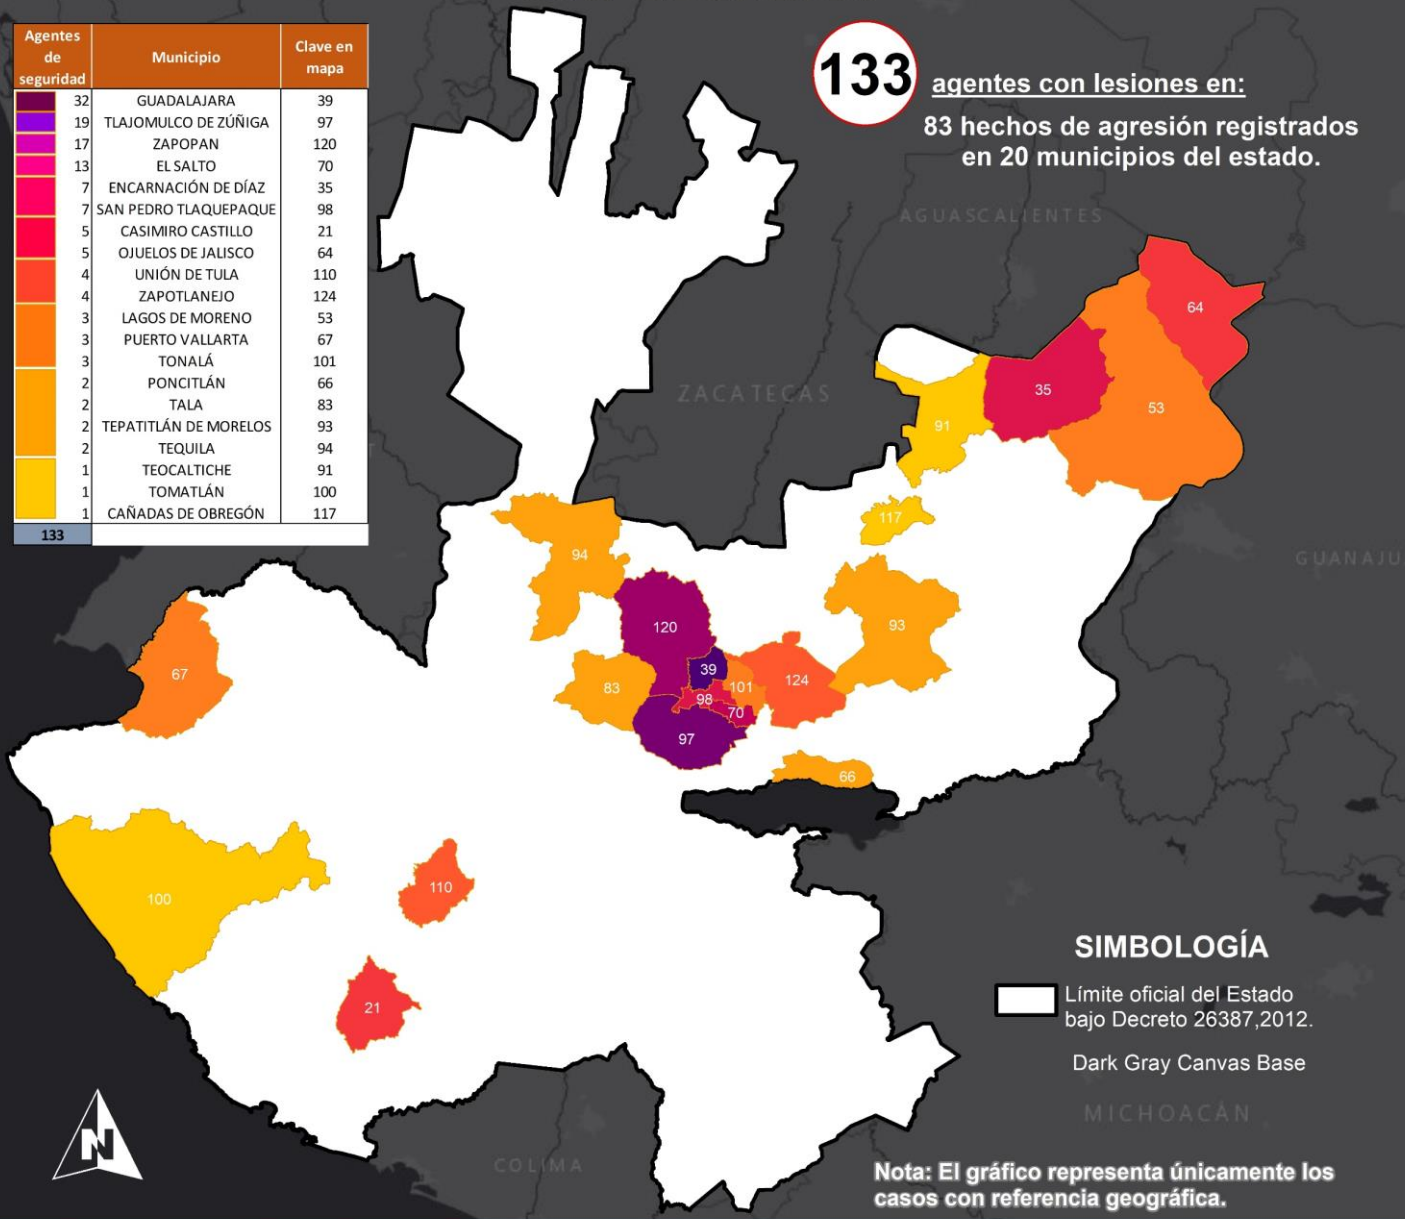 Agentes
de
seguridad
Municipio
Clave en
mapa
32 GUADALAJARA 39
19 TLAJOMULCO DE ZÚÑIGA 97
17 ZAPOPAN 120
13 EL SALTO 70
7 ENCARNACIÓN DE DÍAZ 35
7 SAN PEDRO TLAQUEPAQUE 98
5 CASIMIRO CASTILLO 21
5 OJUELOS DE JALISCO 64
4 UNIÓN DE TULA 110
4 ZAPOTLANEJO 124
3 LAGOS DE MORENO 53
3 PUERTO VALLARTA 67
3 TONALÁ 101
2 PONCITLÁN 66
2 TALA 83
2 TEPATITLÁN DE MORELOS 93
2 TEQUILA 94
1 TEOCALTICHE 91
1 TOMATLÁN 100
1 CAÑADAS DE OBREGÓN 117
133
133
agentes con lesiones en:
83 hechos de agresión registrados
en 20 municipios del estado.
AGUASCALIENTES
64
ZACATECAS
35
53
91
117
94
GUANAJU
120
93
67
39
83
124
101
98
70
97
66
110
100
21
SIMBOLOGÍA
Límite oficial del Estado
bajo Decreto 26387,2012.
Dark Gray Canvas Base
MICHOACÁN
N
COLIMA
Nota: El gráfico representa únicamente los
casos con referencia geográfica.